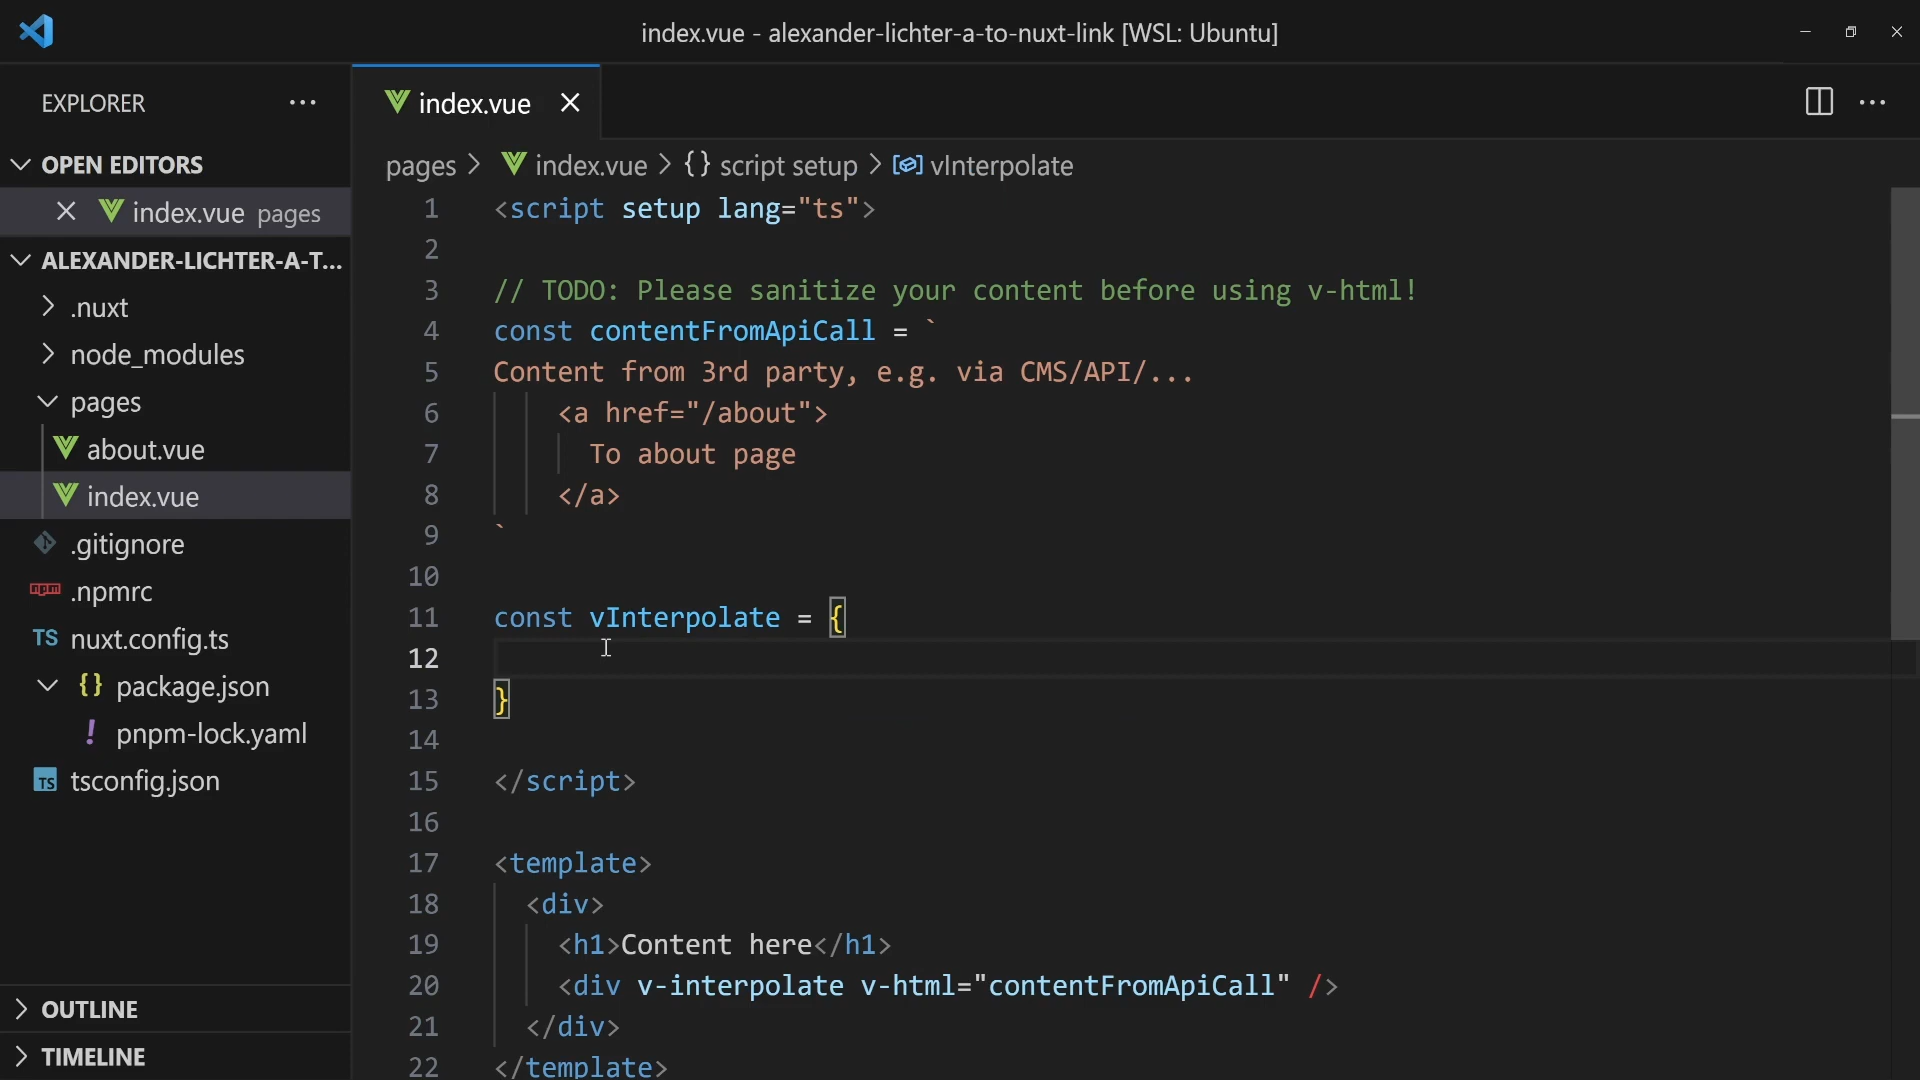 index.vue - alexander-lichter-a-to-nuxt-link [WSL: Ubuntu]
EXPLORER
OPEN EDITORS
index.vue pages
ALEXANDER-LICHTER-A-T...
.nuxt
node_modules
pages
about.vue
index.vue
.gitignore
npm .npmrc
TS nuxt.config.ts
{} package.json
! pnpm-lock.yaml
TS tsconfig.json
OUTLINE
TIMELINE
index.vue
pages > index.vue > {} script setup > vInterpolate
1 <script setup lang="ts">
2
3 // TODO: Please sanitize your content before using v-html!
4 const contentFromApiCall = `
5 Content from 3rd party, e.g. via CMS/API/...
6 <a href="/about">
7 To about page
8 </a>
9 `
10
11 const vInterpolate = {
12
13 }
14
15 </script>
16
17 <template>
18 <div>
19 <h1>Content here</h1>
20 <div v-interpolate v-html="contentFromApiCall" />
21 </div>
22 </template>